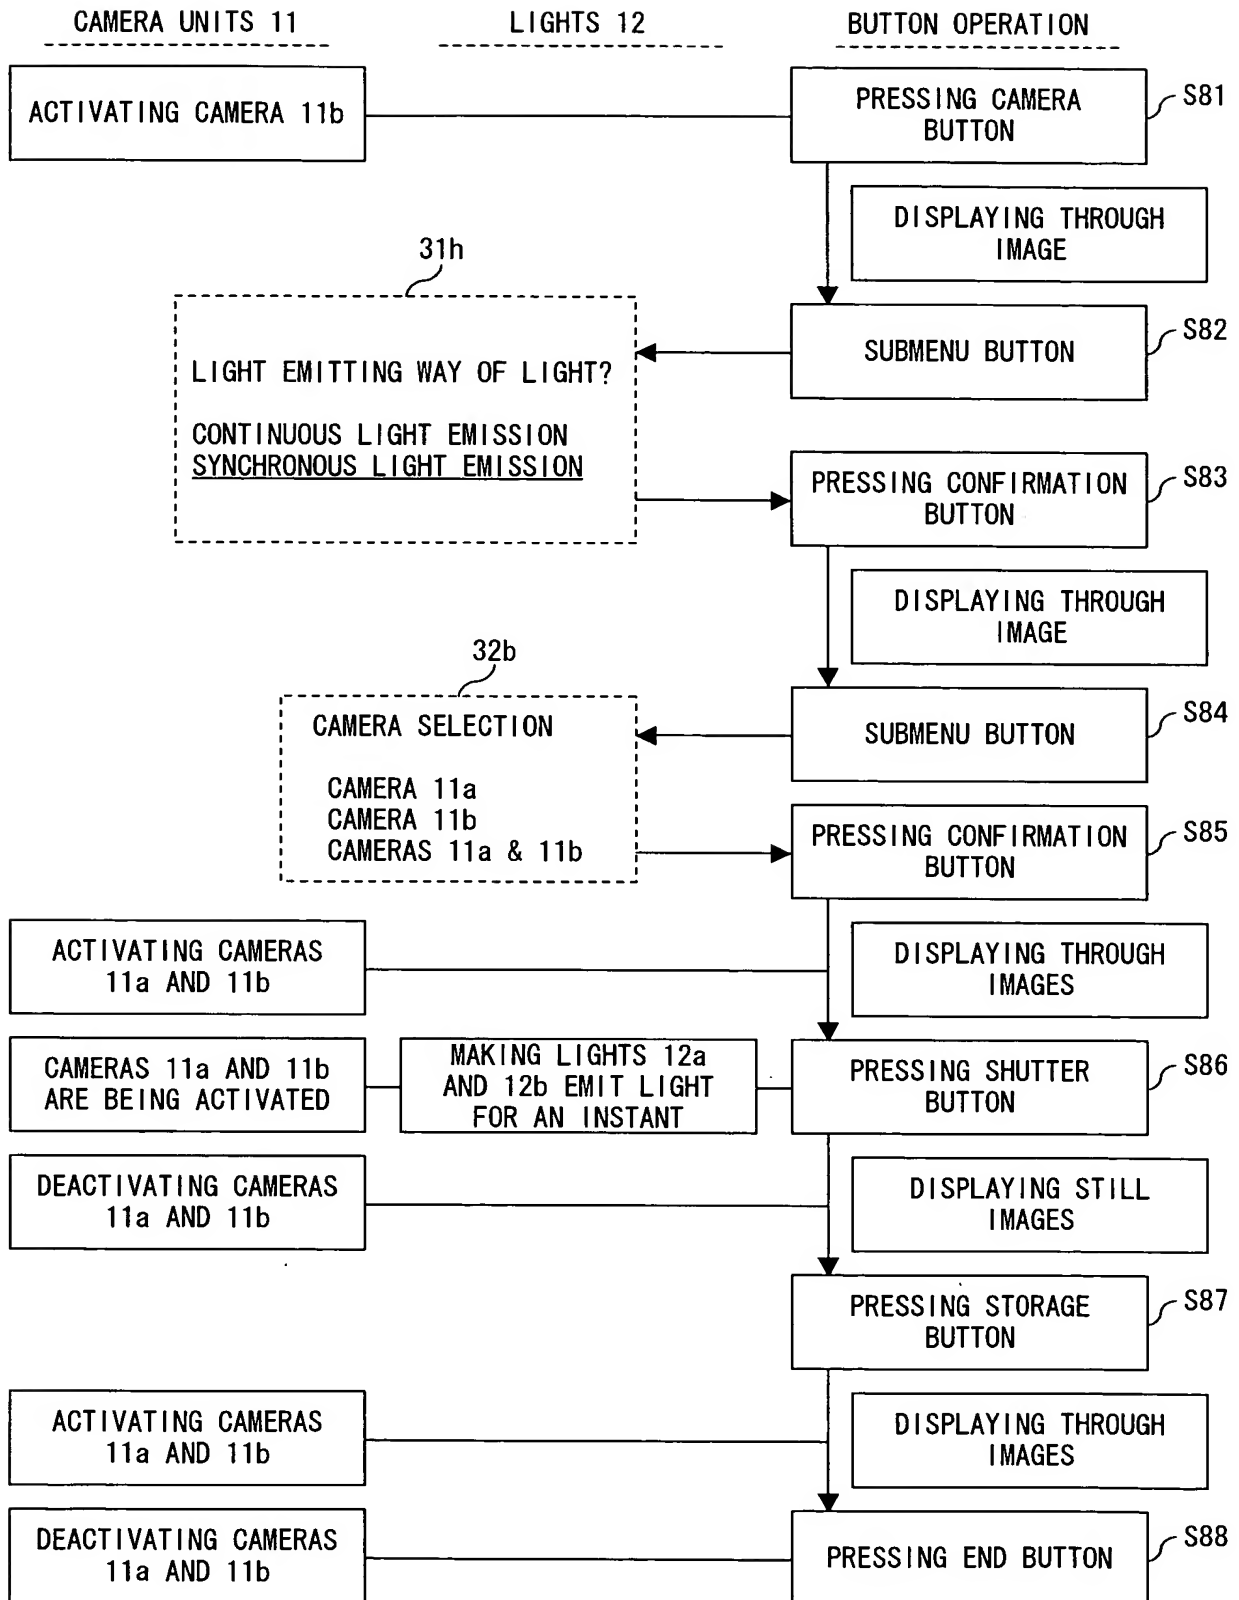 CAMERA UNITS 11
LIGHTS 12
BUTTON OPERATION
ACTIVATING CAMERA 11b
PRESSING CAMERA
BUTTON
S81
DISPLAYING THROUGH
IMAGE
31h
LIGHT EMITTING WAY OF LIGHT?
CONTINUOUS LIGHT EMISSION
SYNCHRONOUS LIGHT EMISSION
SUBMENU BUTTON
S82
PRESSING CONFIRMATION
BUTTON
S83
DISPLAYING THROUGH
IMAGE
32b
CAMERA SELECTION
CAMERA 11a
CAMERA 11b
CAMERAS 11a & 11b
SUBMENU BUTTON
S84
PRESSING CONFIRMATION
BUTTON
S85
ACTIVATING CAMERAS
11a AND 11b
DISPLAYING THROUGH
IMAGES
CAMERAS 11a AND 11b
ARE BEING ACTIVATED
MAKING LIGHTS 12a
AND 12b EMIT LIGHT
FOR AN INSTANT
PRESSING SHUTTER
BUTTON
S86
DEACTIVATING CAMERAS
11a AND 11b
DISPLAYING STILL
IMAGES
PRESSING STORAGE
BUTTON
S87
ACTIVATING CAMERAS
11a AND 11b
DISPLAYING THROUGH
IMAGES
DEACTIVATING CAMERAS
11a AND 11b
PRESSING END BUTTON
S88